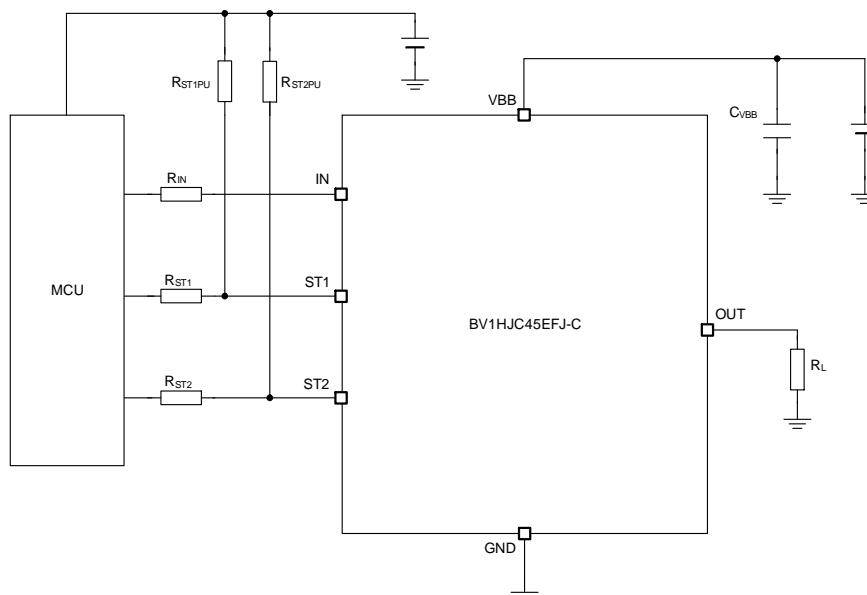 RST1PU
RST2PU
VBB
CVBB
RIN
IN
MCU
RST1
ST1
BV1HJC45EFJ-C
OUT
RL
RST2
ST2
GND